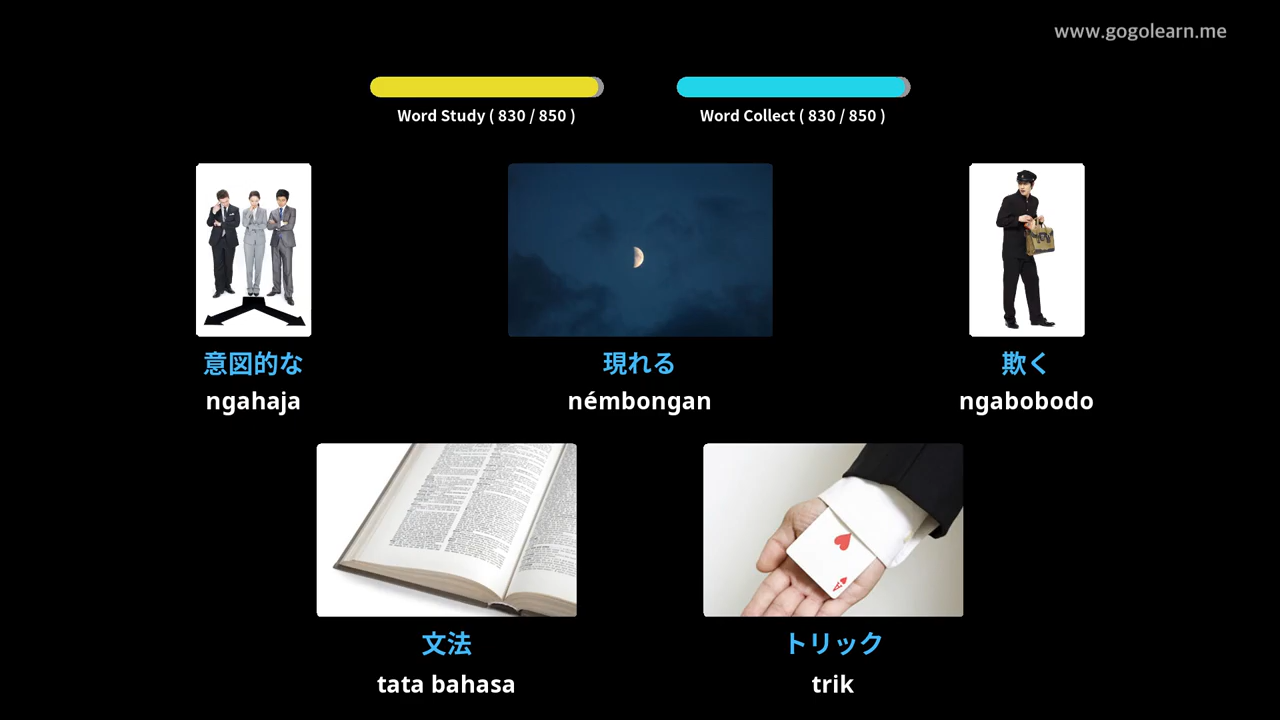 www.gogolearn.me
Word Study ( 830 / 850 )
Word Collect ( 830 / 850 )
意図的な
ngahaja
現れる
némbongan
欺く
ngabobodo
文法
tata bahasa
トリック
trik